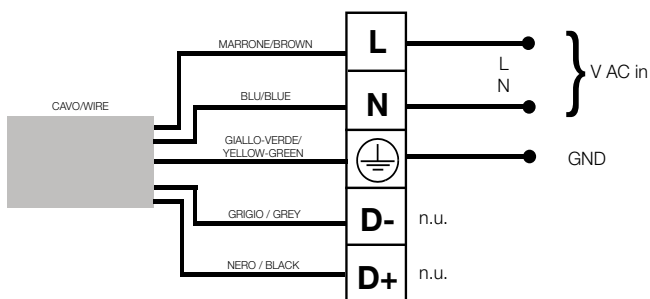 MARRONE/BROWN
L
L
N
V AC in
BLU/BLUE
N
CAVO/WIRE
GIALLO-VERDE/
YELLOW-GREEN
GND
GRIGIO / GREY
D-
n.u.
NERO / BLACK
D+
n.u.